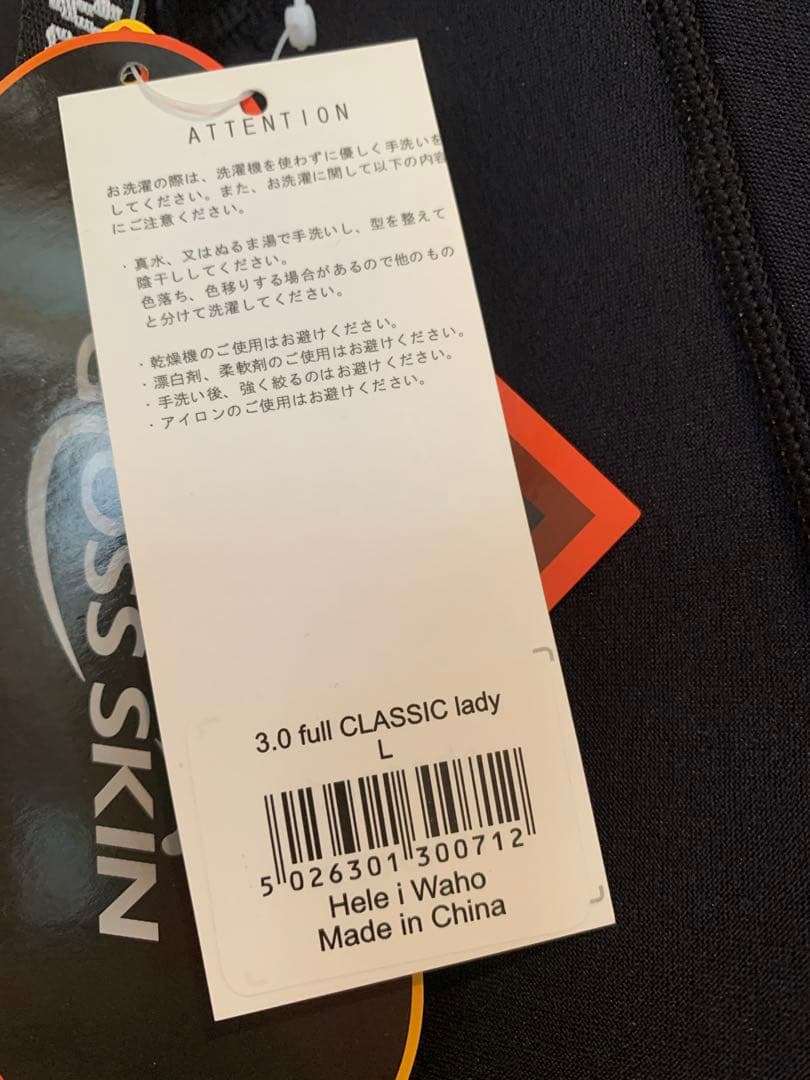 ATTENTION
お洗濯の際は、洗濯機を使わずに優しく手洗いを
してください。また、お洗濯に関して以下の内容
にご注意ください。
・真水、又はぬるま湯で手洗いし、型を整えて
陰干ししてください。
色落ち、色移りする場合があるので他のもの
と分けて洗濯してください。
・乾燥機のご使用はお避けください。
・漂白剤、柔軟剤のご使用はお避けください。
・手洗い後、強く絞るのはお避けください。
・アイロンのご使用はお避けください。
3.0 full CLASSIC lady
L
5 026301 300712
Hele i Waho
Made in China
SKIN